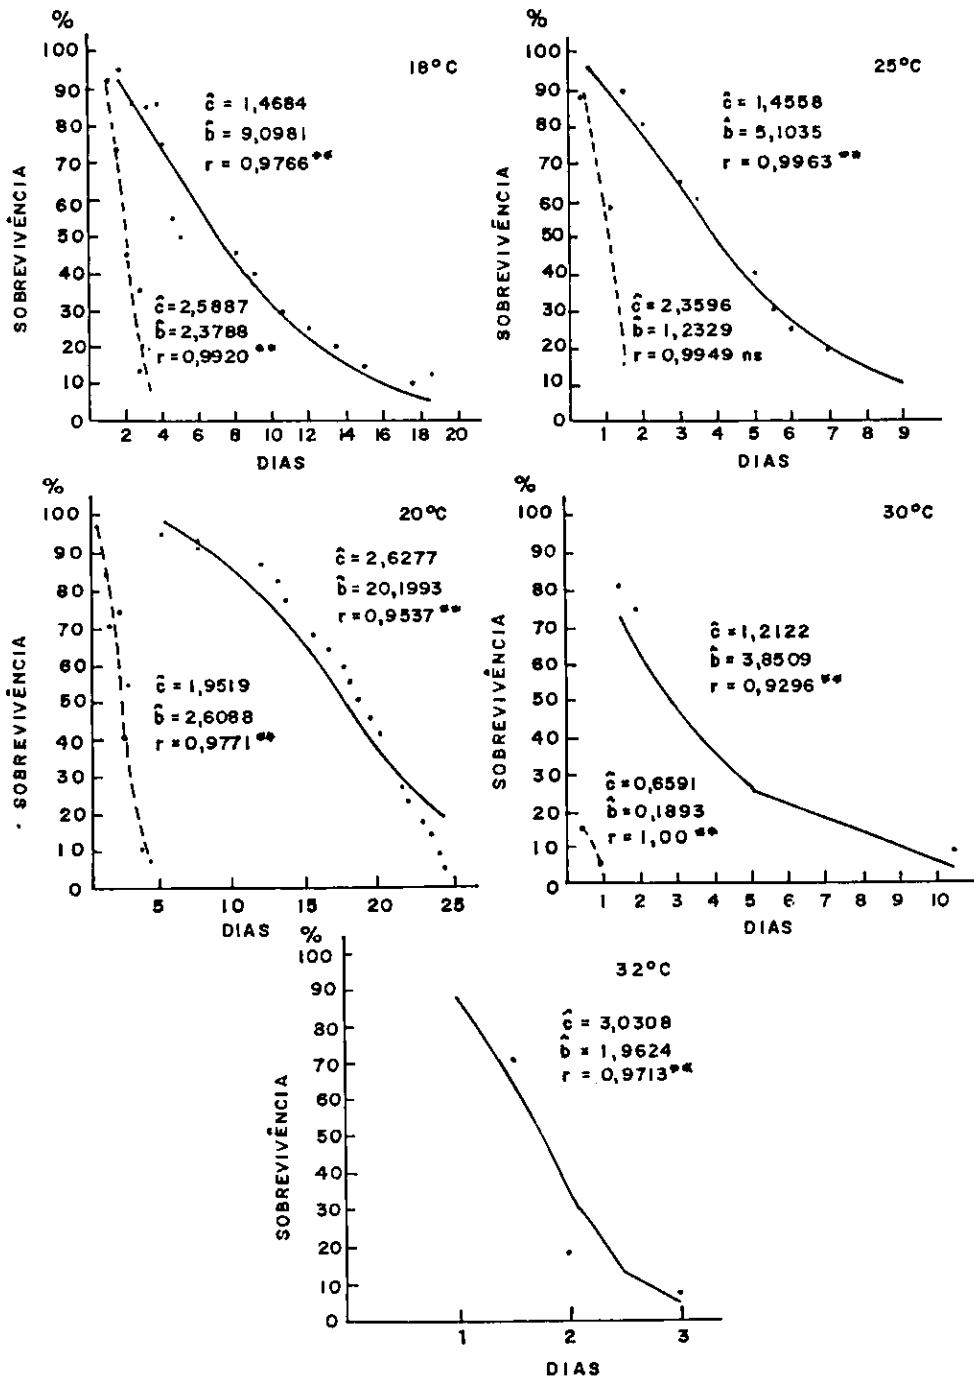 %
100
90
80
70
60
50
40
30
20
10
0
SOBREVIVÊNCIA
18°C
ĉ = 1,4684
b̂ = 9,0981
r = 0,9766**
ĉ = 2,5887
b̂ = 2,3788
r = 0,9920**
2 4 6 8 10 12 14 16 18 20
DIAS
%
100
90
80
70
60
50
40
30
20
10
0
SOBREVIVÊNCIA
25°C
ĉ = 1,4558
b̂ = 5,1035
r = 0,9963**
ĉ = 2,3596
b̂ = 1,2329
r = 0,9949 ns
1 2 3 4 5 6 7 8 9
DIAS
%
100
90
80
70
60
50
40
30
20
10
0
SOBREVIVÊNCIA
20°C
ĉ = 2,6277
b̂ = 20,1993
r = 0,9537**
ĉ = 1,9519
b̂ = 2,6088
r = 0,9771**
5 10 15 20 25
DIAS
%
100
90
80
70
60
50
40
30
20
10
0
SOBREVIVÊNCIA
30°C
ĉ = 1,2122
b̂ = 3,8509
r = 0,9296**
ĉ = 0,6591
b̂ = 0,1893
r = 1,00**
1 2 3 4 5 6 7 8 9 10
DIAS
%
100
90
80
70
60
50
40
30
20
10
0
SOBREVIVÊNCIA
32°C
ĉ = 3,0308
b̂ = 1,9624
r = 0,9713**
1 2 3
DIAS